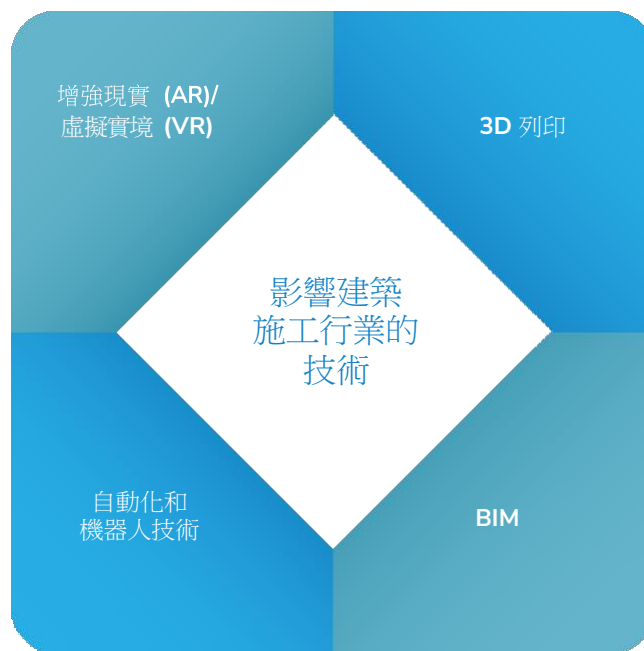 增強現實 (AR)/
虛擬實境 (VR)
3D 列印
影響建築
施工行業的
技術
自動化和
機器人技術
BIM